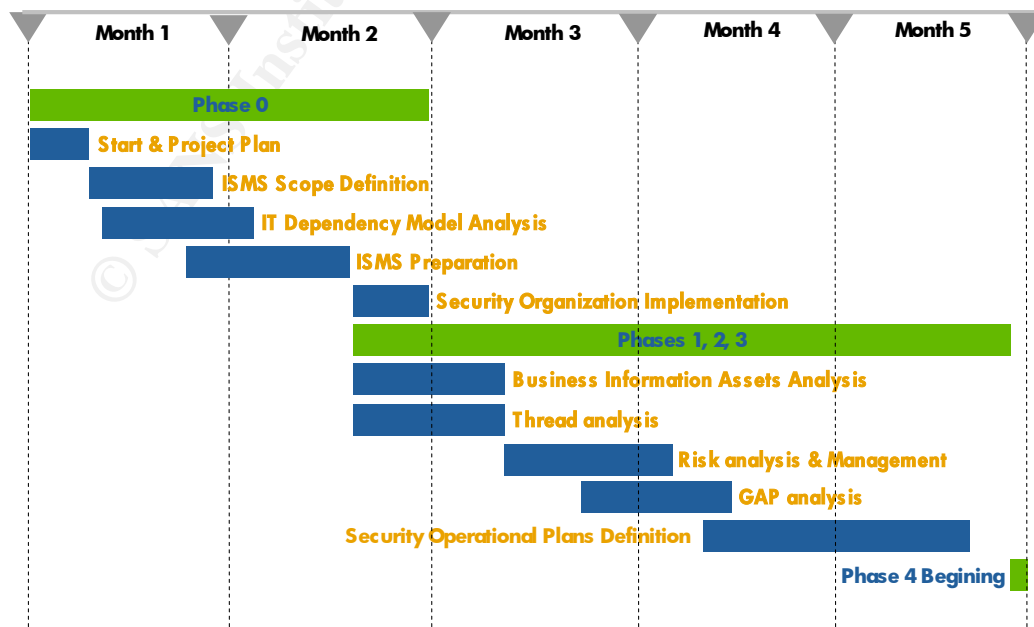 Month 1 Month 2 Month 3 Month 4 Month 5
Phase 0
Start & Project Plan
ISMS Scope Definition
IT Dependency Model Analysis
ISMS Preparation
Security Organization Implementation
Phases 1, 2, 3
Business Information Assets Analysis
Thread analysis
Risk analysis & Management
GAP analysis
Security Operational Plans Definition
Phase 4 Begining
© SANS Instit